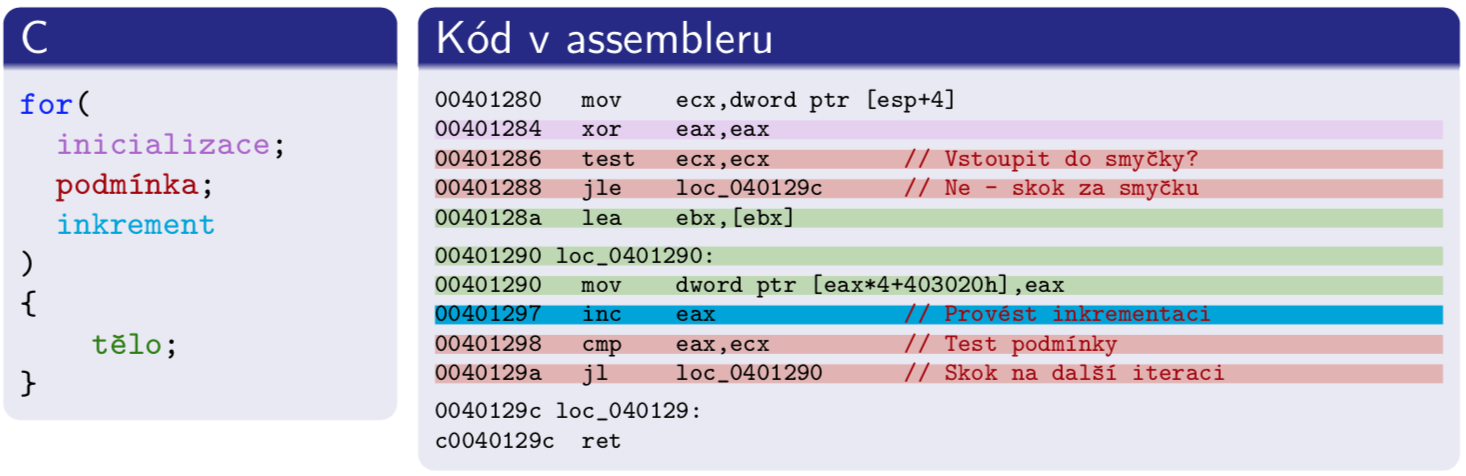 C
for(
inicializace;
podmínka;
inkrement
)
{
tělo;
}
Kód v assembleru
00401280 mov ecx,dword ptr [esp+4]
00401284 xor eax,eax
00401286 test ecx,ecx // Vstoupit do smyčky?
00401288 jle loc_040129c // Ne - skok za smyčku
0040128a lea ebx,[ebx]
00401290 loc_0401290:
00401290 mov dword ptr [eax*4+403020h],eax
00401297 inc eax // Provést inkrementaci
00401298 cmp eax,ecx // Test podmínky
0040129a jl loc_0401290 // Skok na další iteraci
0040129c loc_040129:
c0040129c ret